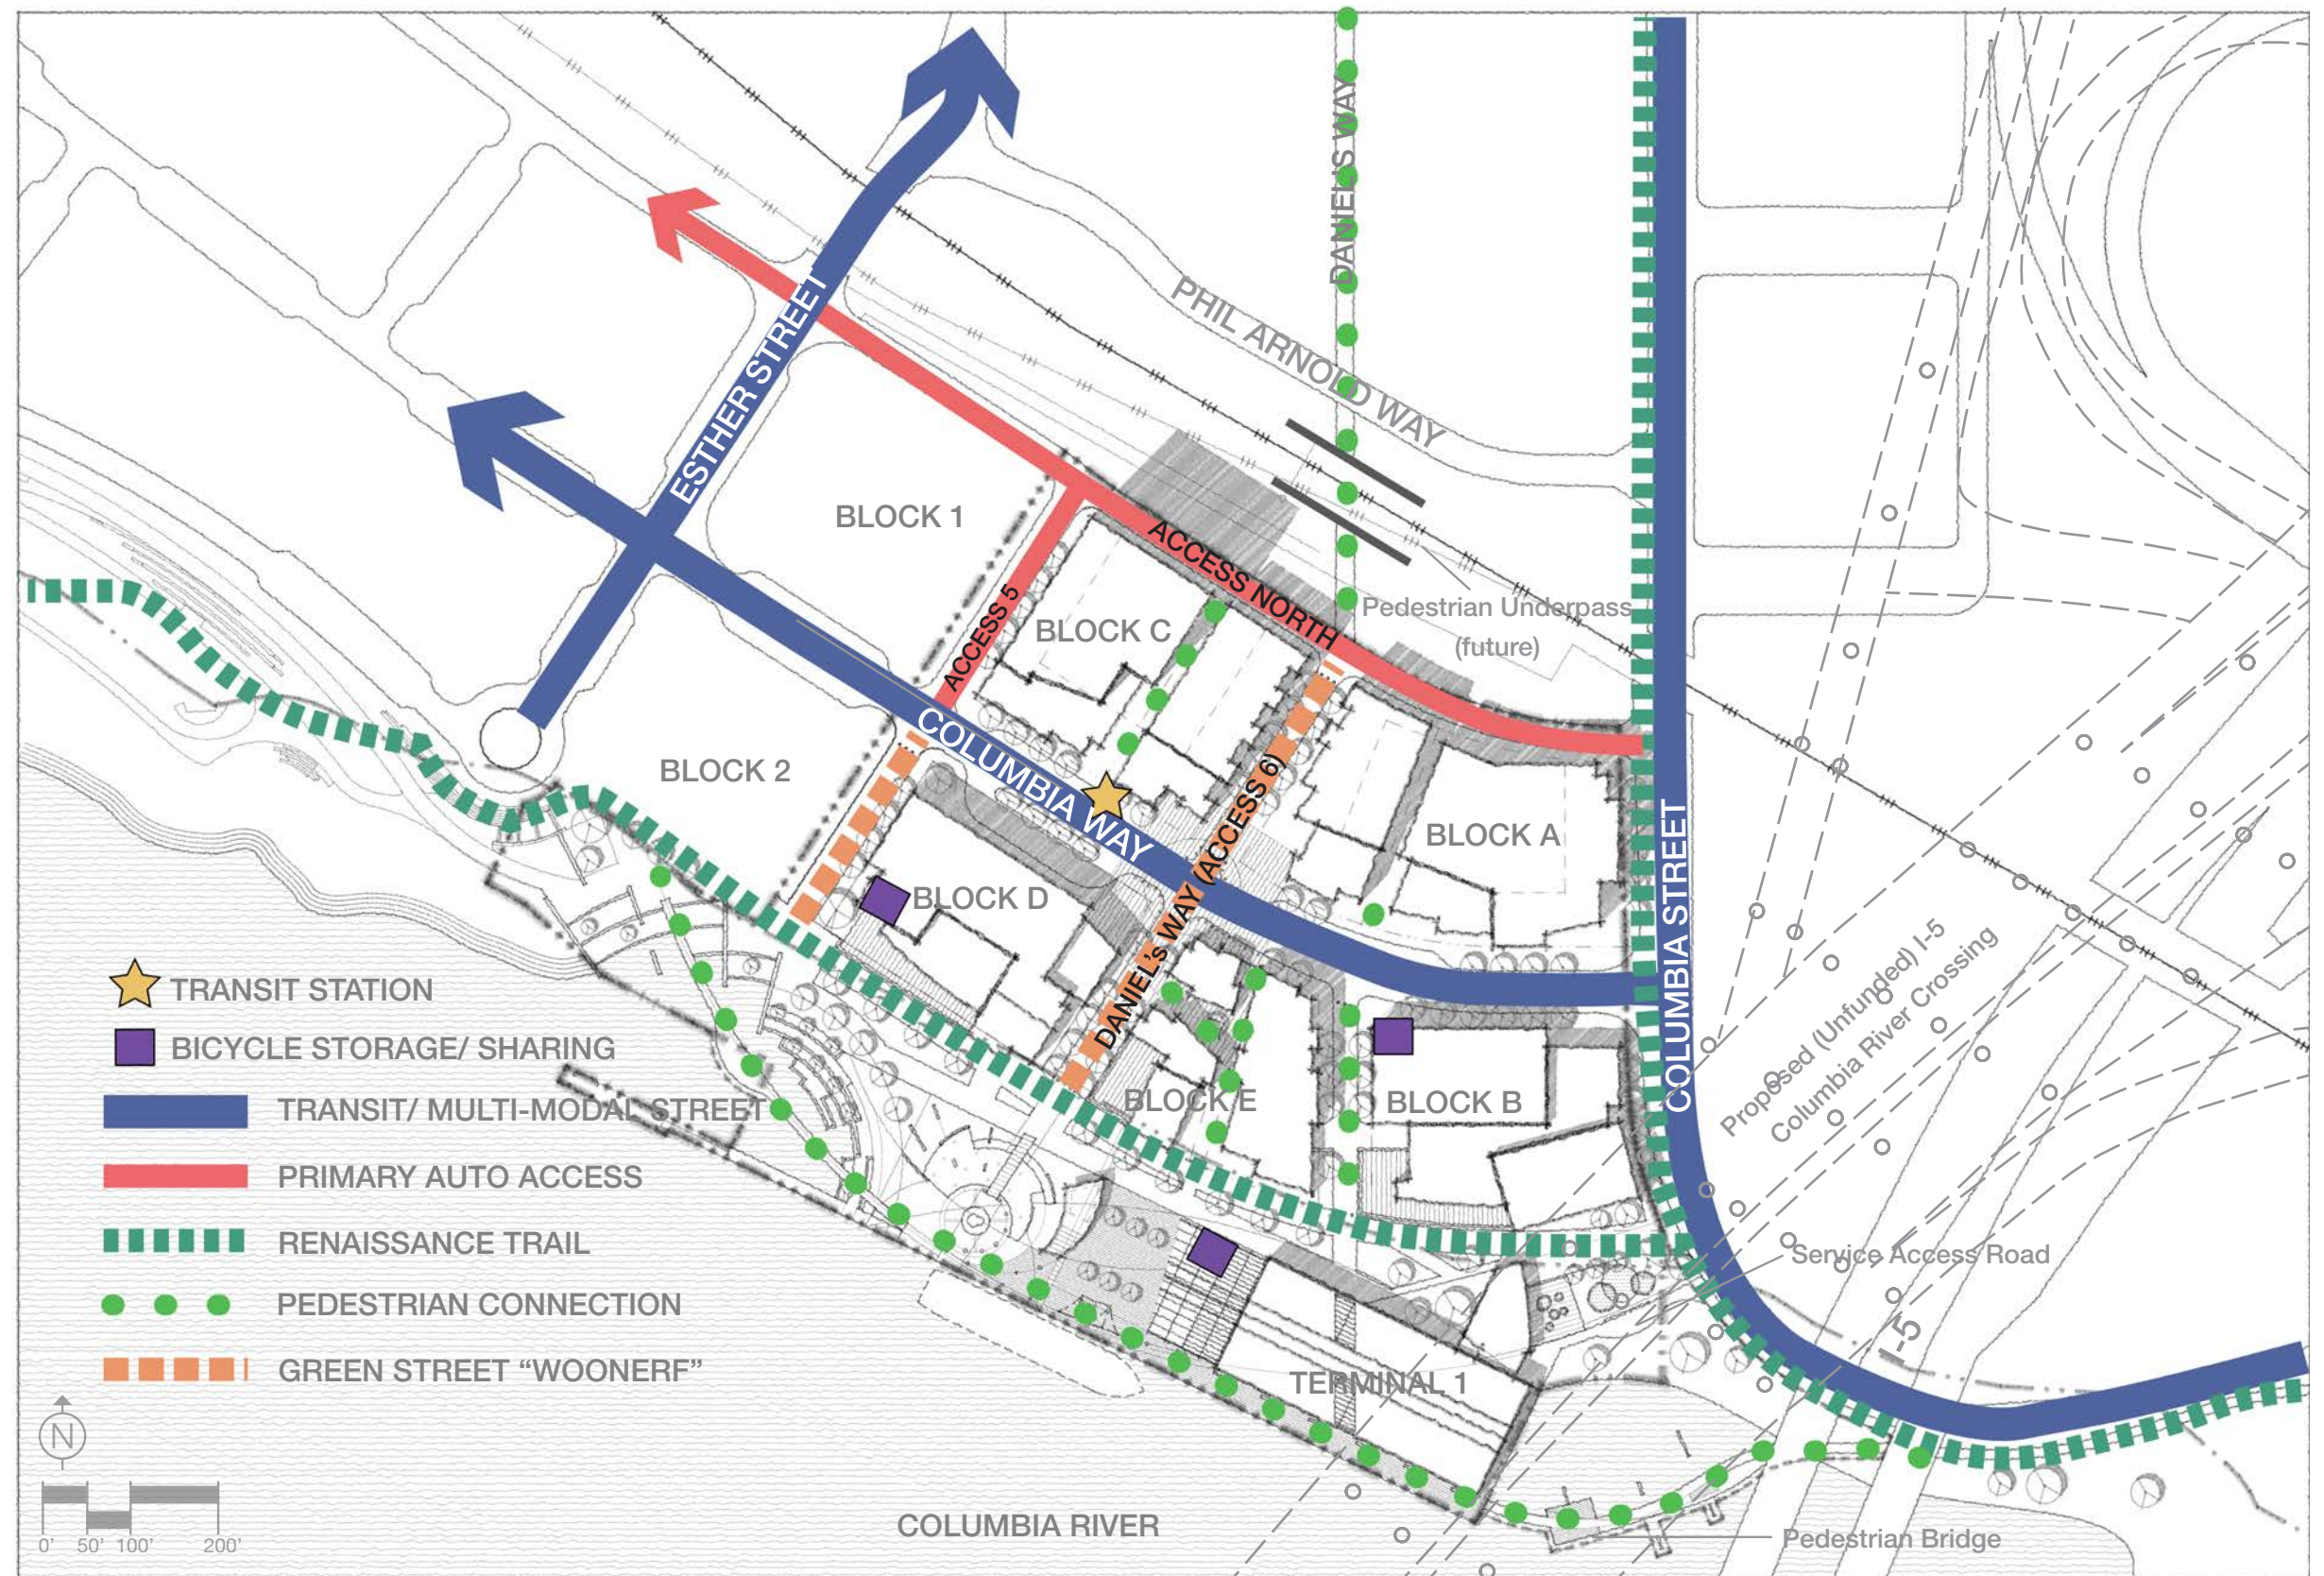 DANIEL'S WAY
PHIL ARNOLD WAY
ESTHER STREET
BLOCK 1
ACCESS NORTH
Pedestrian Underpass
(future)
ACCESS 5
BLOCK C
COLUMBIA WAY
BLOCK 2
DANIEL's WAY (ACCESS 6)
BLOCK A
COLUMBIA STREET
BLOCK D
Proposed (Unfunded) I-5
Columbia River Crossing
BLOCK E
BLOCK B
TRANSIT STATION
BICYCLE STORAGE/ SHARING
TRANSIT/ MULTI-MODAL STREET
PRIMARY AUTO ACCESS
RENAISSANCE TRAIL
PEDESTRIAN CONNECTION
GREEN STREET “WOONERF”
Service Access Road
I-5
TERMINAL 1
N
0' 50' 100' 200'
COLUMBIA RIVER
Pedestrian Bridge